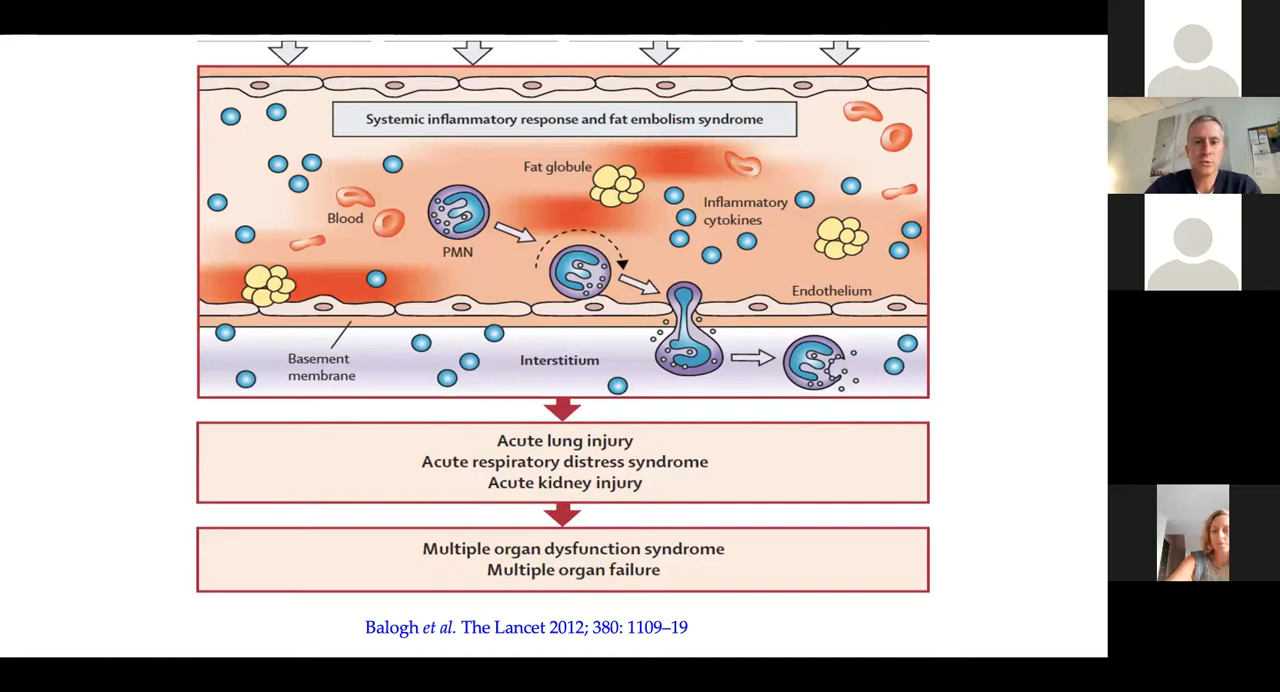 Systemic inflammatory response and fat embolism syndrome
Fat globule
Blood
Inflammatory
cytokines
PMN
Endothelium
Basement
membrane
Interstitium
Acute lung injury
Acute respiratory distress syndrome
Acute kidney injury
Multiple organ dysfunction syndrome
Multiple organ failure
Balogh et al. The Lancet 2012; 380: 1109–19